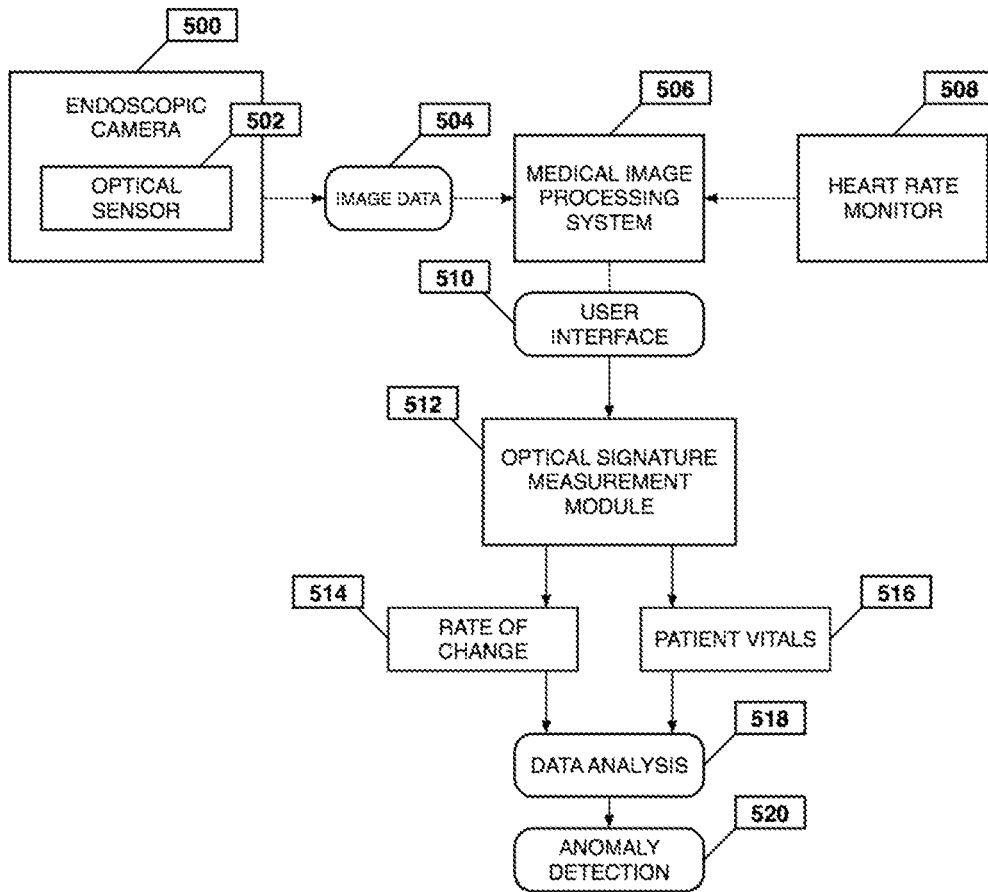 500
ENDOSCOPIC
CAMERA
502
OPTICAL
SENSOR
504
IMAGE DATA
506
MEDICAL IMAGE
PROCESSING
SYSTEM
508
HEART RATE
MONITOR
510
USER
INTERFACE
512
OPTICAL SIGNATURE
MEASUREMENT
MODULE
514
RATE OF
CHANGE
516
PATIENT VITALS
518
DATA ANALYSIS
520
ANOMALY
DETECTION